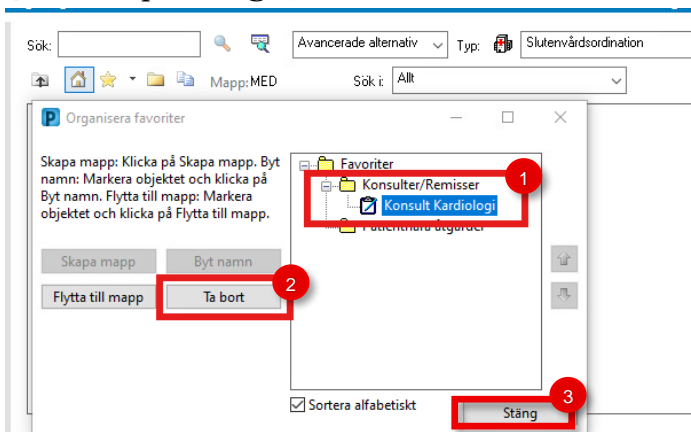 Sök: Avancerade alternativ Typ: Slutenvårdsordination
Mapp: MED Sök i: Allt
Organisera favoriter
Skapa mapp: Klicka på Skapa mapp. Byt
namn: Markera objektet och klicka på
Byt namn. Flytta till mapp: Markera
objektet och klicka på Flytta till mapp.
Favoriter
1
Konsulter/Remisser
Konsult Kardiologi
Patientnära åtgärder
Skapa mapp Byt namn
2
Flytta till mapp Ta bort
Sortera alfabetiskt
3
Stäng